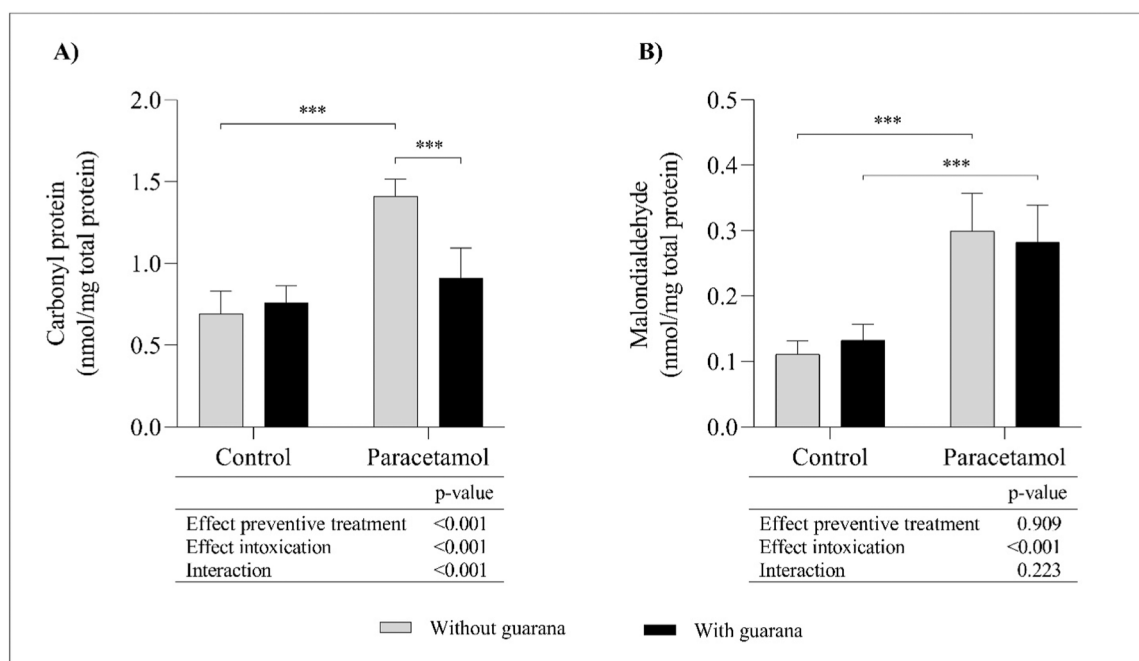 A)
Carbonyl protein
(nmol/mg total protein)
2.0
1.5
1.0
0.5
0.0
***
***
Control Paracetamol
p-value
Effect preventive treatment <0.001
Effect intoxication <0.001
Interaction <0.001
B)
Malondialdehyde
(nmol/mg total protein)
0.5
0.4
0.3
0.2
0.1
0.0
***
***
Control Paracetamol
p-value
Effect preventive treatment 0.909
Effect intoxication <0.001
Interaction 0.223
Without guarana With guarana